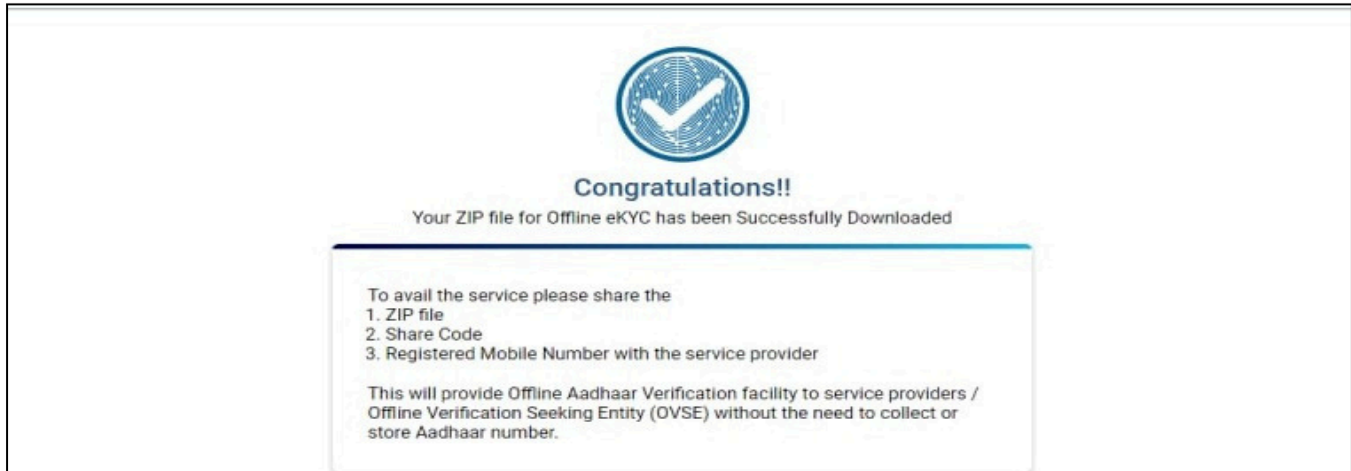 Congratulations!!
Your ZIP file for Offline eKYC has been Successfully Downloaded
To avail the service please share the
1. ZIP file
2. Share Code
3. Registered Mobile Number with the service provider
This will provide Offline Aadhaar Verification facility to service providers /
Offline Verification Seeking Entity (OVSE) without the need to collect or
store Aadhaar number.